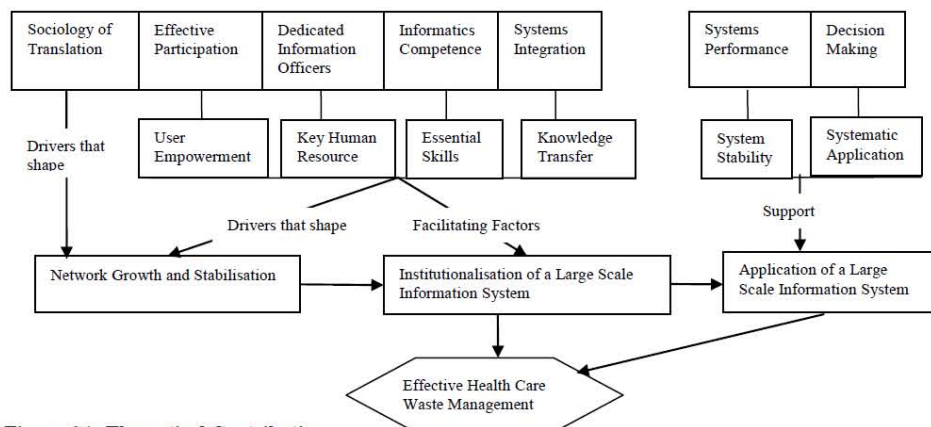 Sociology of
Translation
Effective
Participation
Dedicated
Information
Officers
Informatics
Competence
Systems
Integration
Systems
Performance
Decision
Making
Drivers that
shape
User
Empowerment
Key Human
Resource
Essential
Skills
Knowledge
Transfer
System
Stability
Systematic
Application
Drivers that shape
Facilitating Factors
Support
Network Growth and Stabilisation
Institutionalisation of a Large Scale
Information System
Application of a Large
Scale Information System
Effective Health Care
Waste Management